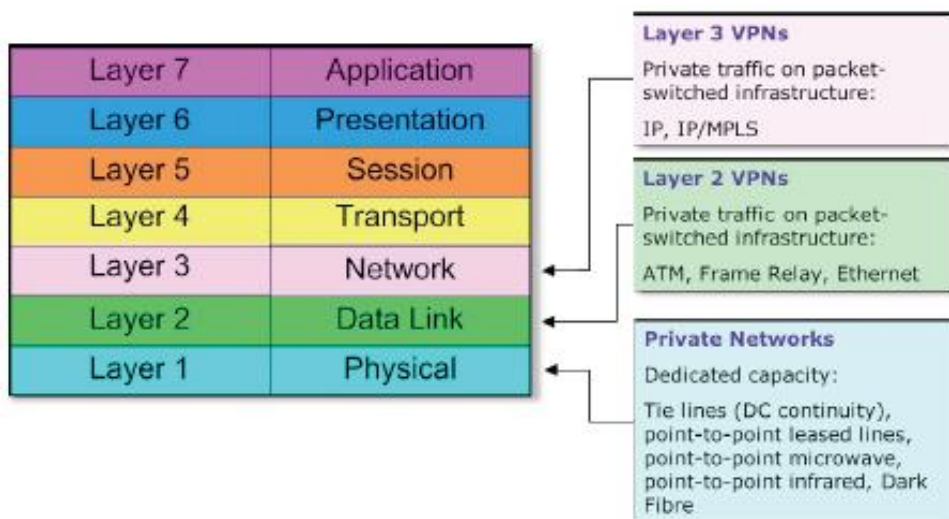 Layer 7 Application
Layer 6 Presentation
Layer 5 Session
Layer 4 Transport
Layer 3 Network
Layer 2 Data Link
Layer 1 Physical
Layer 3 VPNs
Private traffic on packet-
switched infrastructure:
IP, IP/MPLS
Layer 2 VPNs
Private traffic on packet-
switched infrastructure:
ATM, Frame Relay, Ethernet
Private Networks
Dedicated capacity:
Tie lines (DC continuity),
point-to-point leased lines,
point-to-point microwave,
point-to-point infrared, Dark
Fibre